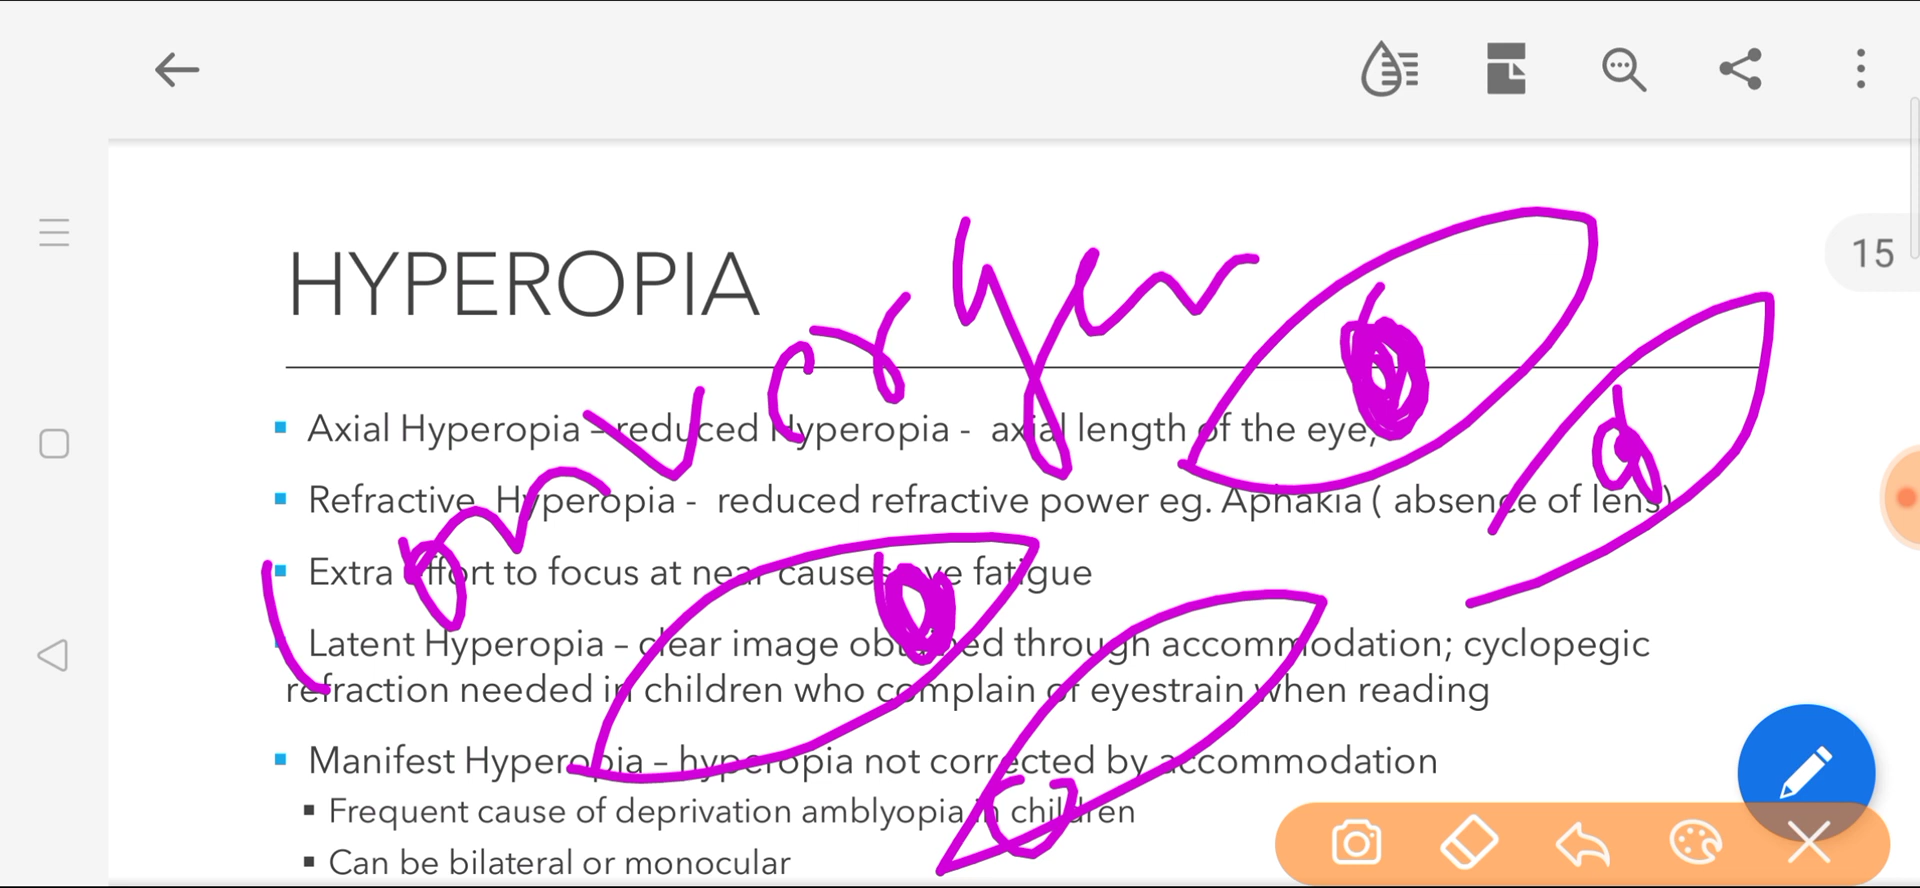 15
HYPEROPIA
Axial Hyperopia – reduced Hyperopia - axial length of the eye,
Refractive Hyperopia - reduced refractive power eg. Aphakia ( absence of lens)
Extra effort to focus at near causes eye fatigue
Latent Hyperopia – clear image obtained through accommodation; cyclopegic
refraction needed in children who complain of eyestrain when reading
Manifest Hyperopia – hyperopia not corrected by accommodation
Frequent cause of deprivation amblyopia in children
Can be bilateral or monocular